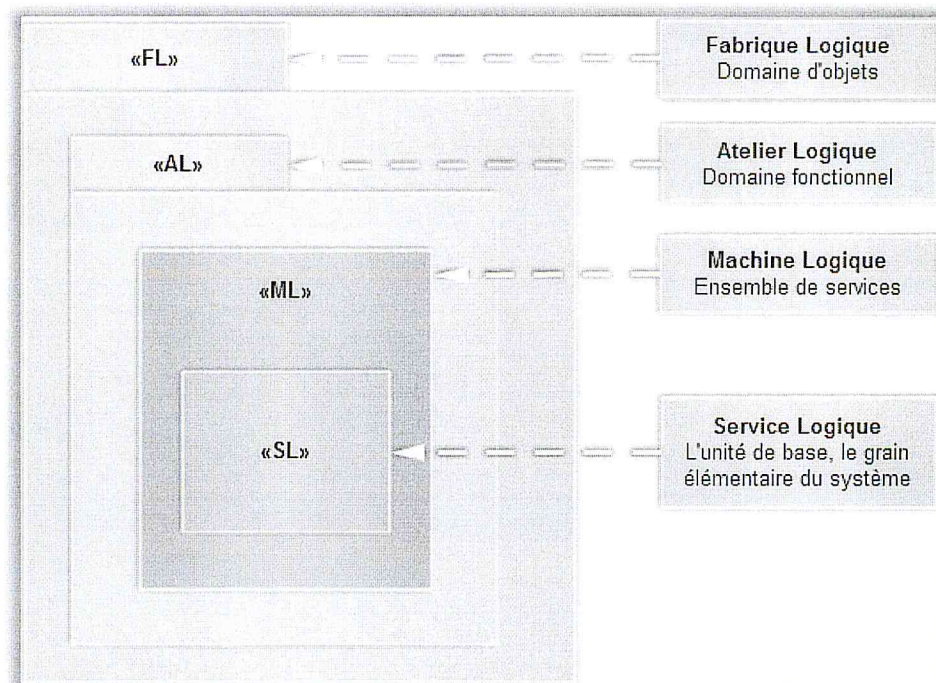 «FL»
Fabrique Logique
Domaine d'objets
«AL»
Atelier Logique
Domaine fonctionnel
«ML»
Machine Logique
Ensemble de services
«SL»
Service Logique
L'unité de base, le grain
élémentaire du système